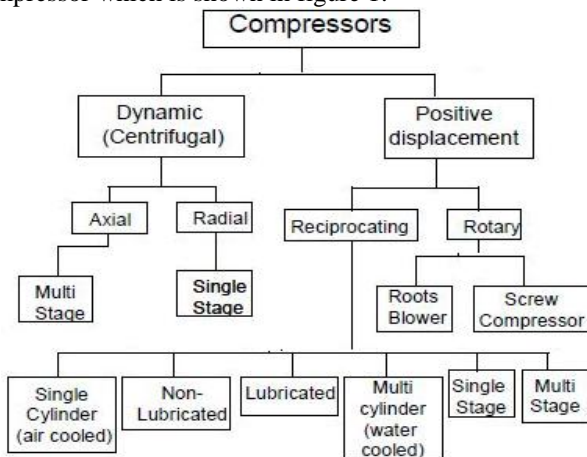 mpressor which is shown in figure 1.
Compressors
Dynamic
(Centrifugal)
Positive
displacement
Axial
Radial
Reciprocating
Rotary
Multi
Stage
Single
Stage
Roots
Blower
Screw
Compressor
Single
Cylinder
(air cooled)
Non-
Lubricated
Lubricated
Multi
cylinder
(water
cooled)
Single
Stage
Multi
Stage